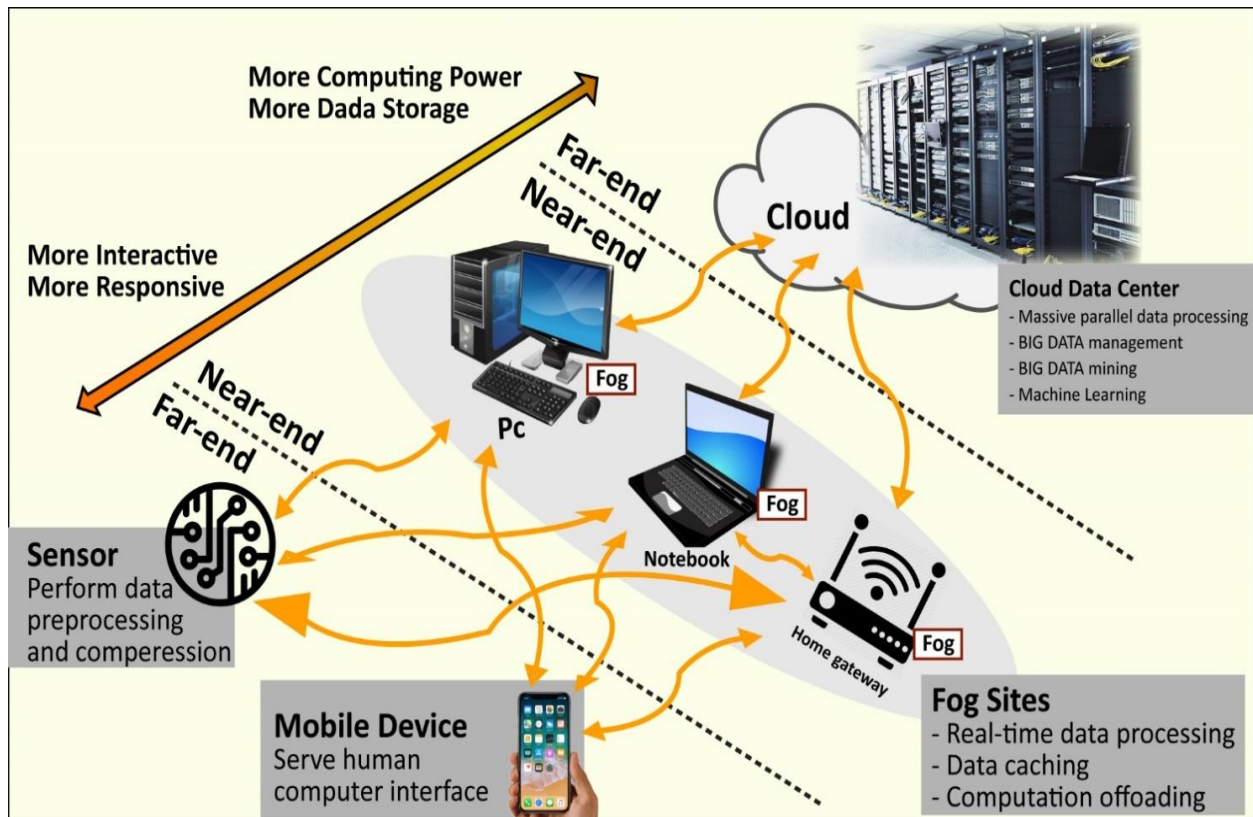 More Computing Power
More Dada Storage
Far-end
Near-end
Cloud
More Interactive
More Responsive
Cloud Data Center
- Massive parallel data processing
- BIG DATA management
- BIG DATA mining
- Machine Learning
Fog
Near-end
Far-end
Pc
Fog
Notebook
Sensor
Perform data
preprocessing
and comperession
Home gateway
Fog
Mobile Device
Serve human
computer interface
Fog Sites
- Real-time data processing
- Data caching
- Computation offoading